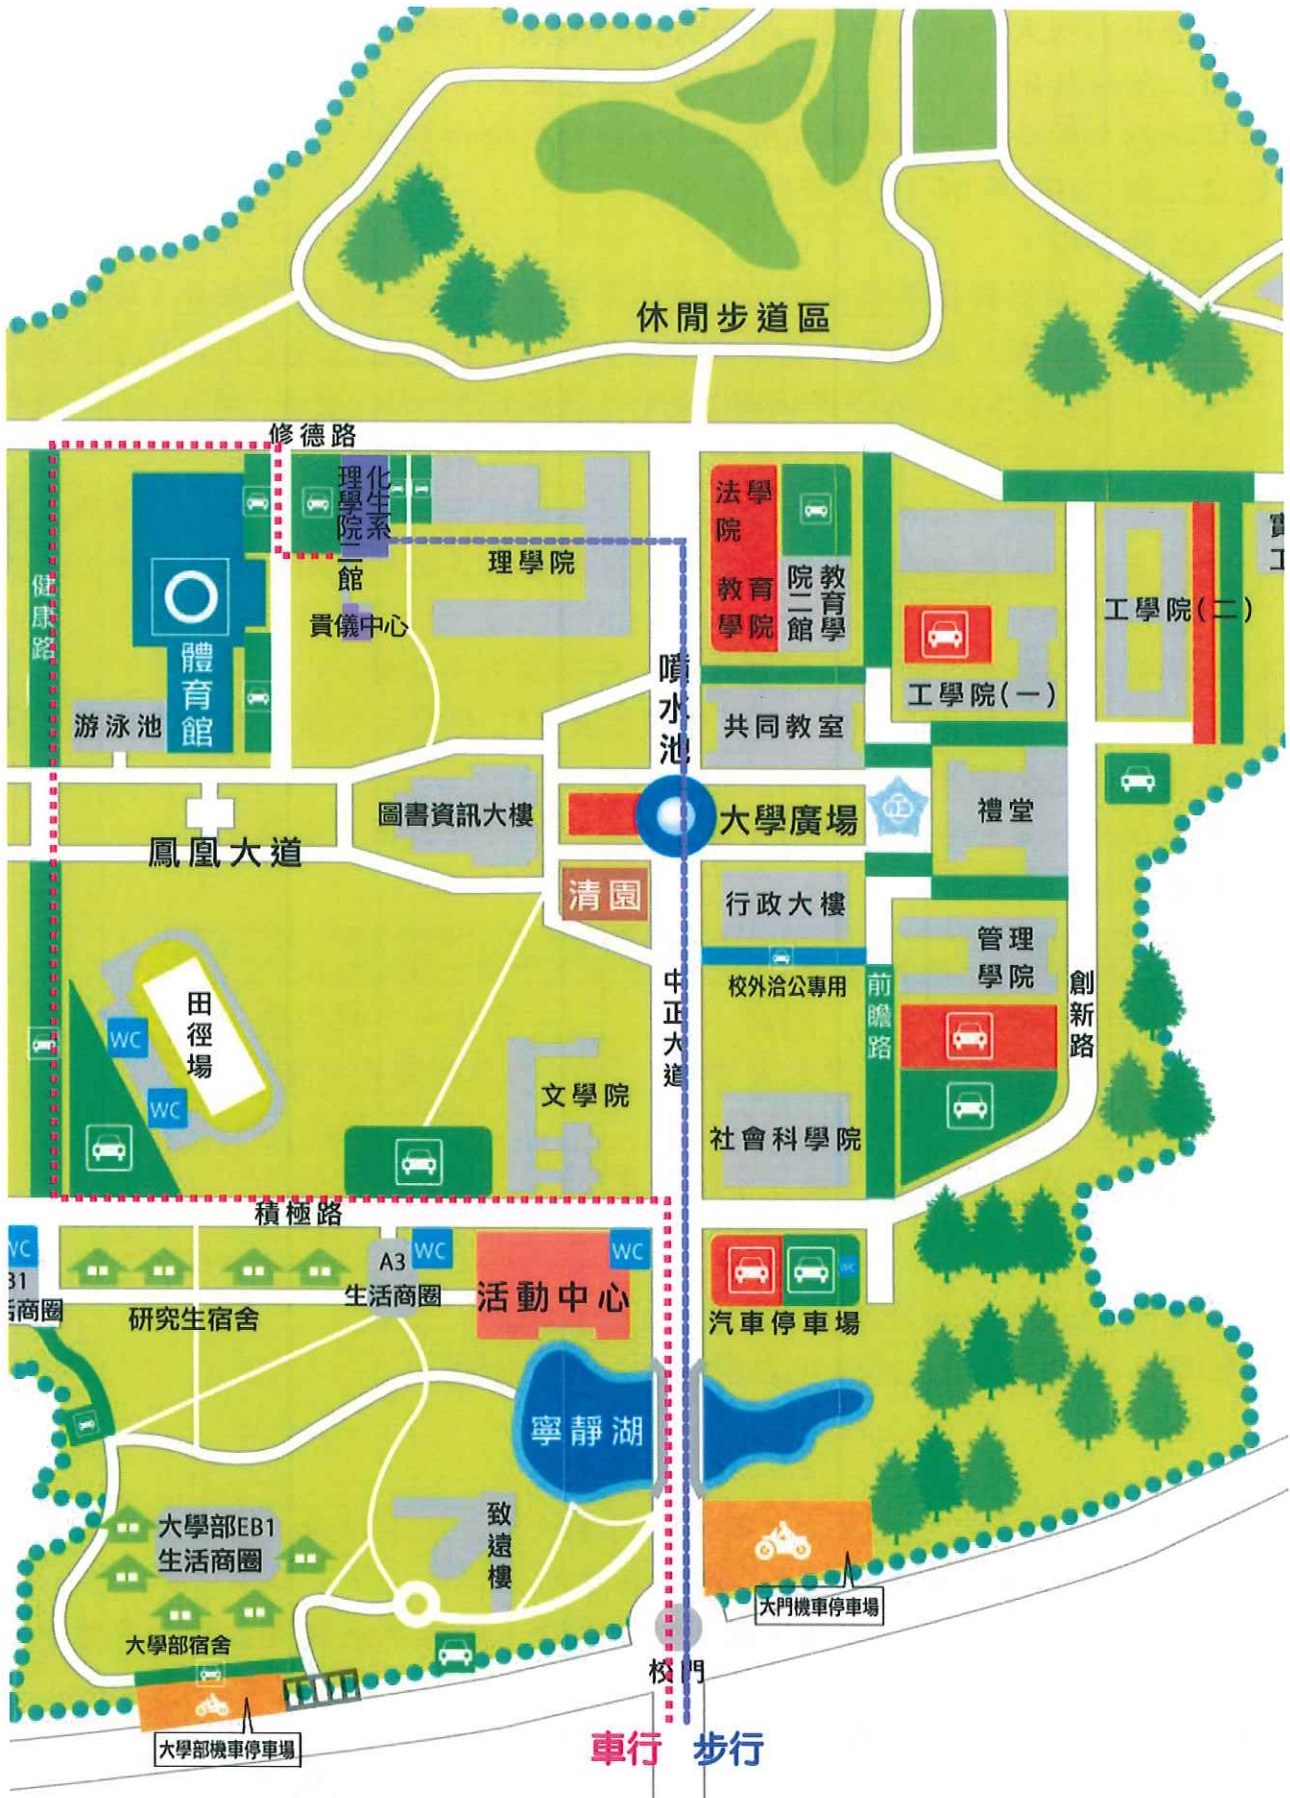 休閒步道區
修德路
理學院二館
化生系
理學院
貴儀中心
法學院
教育學院
教育學院二館
工學院(一)
工學院(二)
實
工
健康路
體育館
游泳池
噴水池
共同教室
圖書資訊大樓
大學廣場
禮堂
鳳凰大道
清園
行政大樓
校外洽公專用
管理學院
中正大道
前瞻路
創新路
田徑場
WC
WC
文學院
社會科學院
積極路
WC
B1
活商圈
A3
生活商圈
WC
WC
活動中心
WC
汽車停車場
研究生宿舍
寧靜湖
大學部EB1
生活商圈
致遠樓
大門機車停車場
大學部宿舍
校門
大學部機車停車場
車行
步行